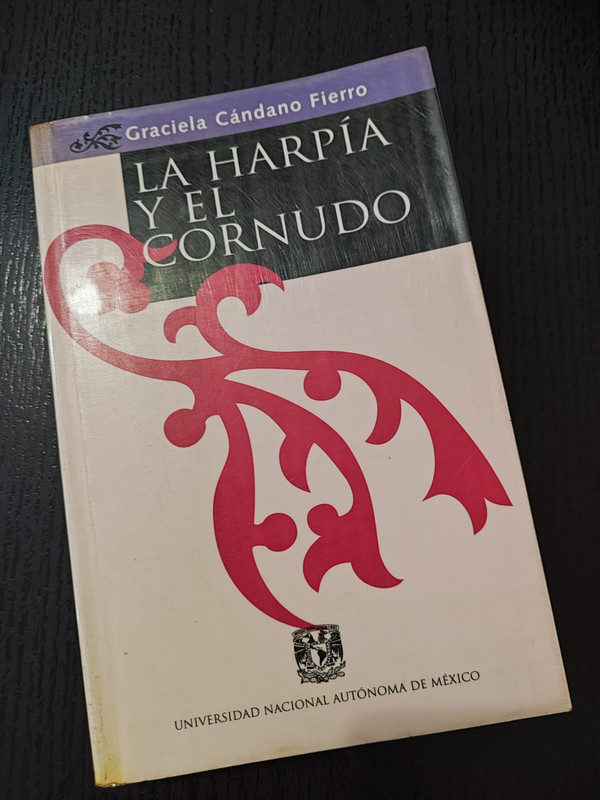 Graciela Cándano Fierro
LA HARPÍA
Y EL
CORNUDO
UNIVERSIDAD NACIONAL AUTÓNOMA DE MÉXICO